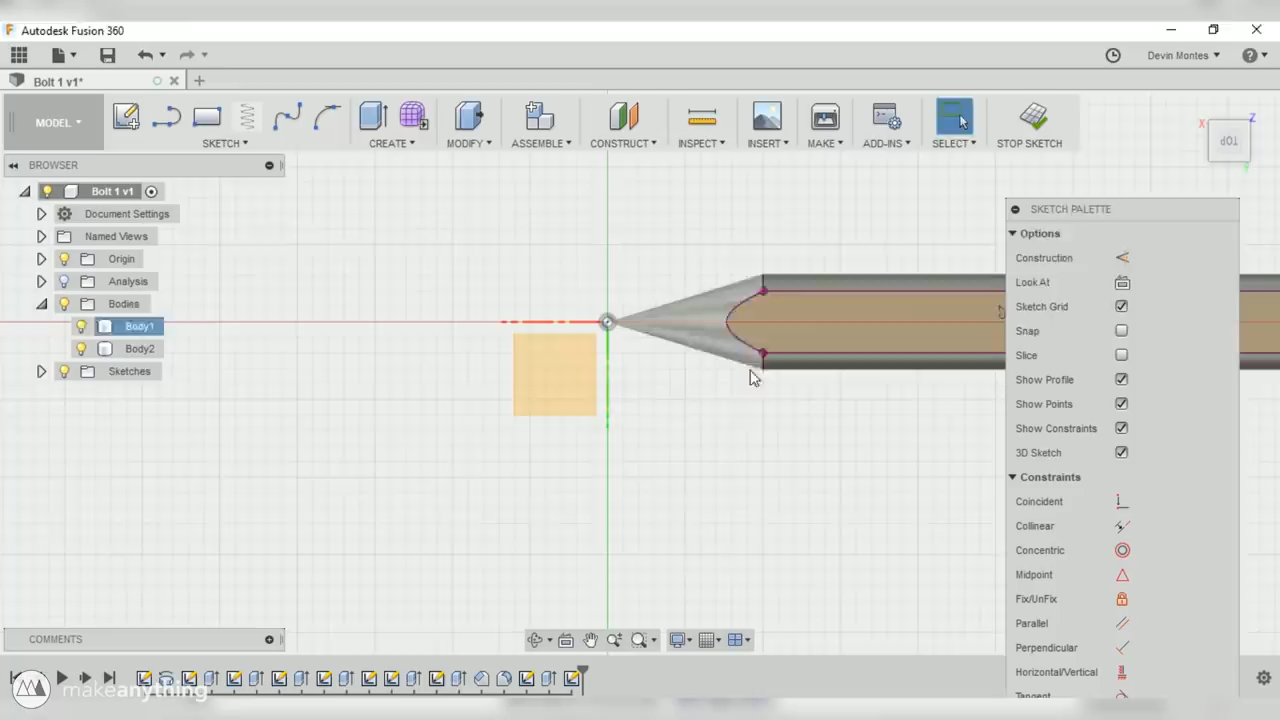 Autodesk Fusion 360
Devin Montes
Bolt 1 v1*
MODEL
SKETCH
CREATE
MODIFY
ASSEMBLE
CONSTRUCT
INSPECT
INSERT
MAKE
ADD-INS
SELECT
STOP SKETCH
X
Z
TOP
BROWSER
Bolt 1 v1
Document Settings
Named Views
Origin
Analysis
Bodies
Body1
Body2
Sketches
SKETCH PALETTE
Options
Construction
Look At
Sketch Grid
Snap
Slice
Show Profile
Show Points
Show Constraints
3D Sketch
Constraints
Coincident
Collinear
Concentric
Midpoint
Fix/UnFix
Parallel
Perpendicular
Horizontal/Vertical
Tangent
COMMENTS
makeanything